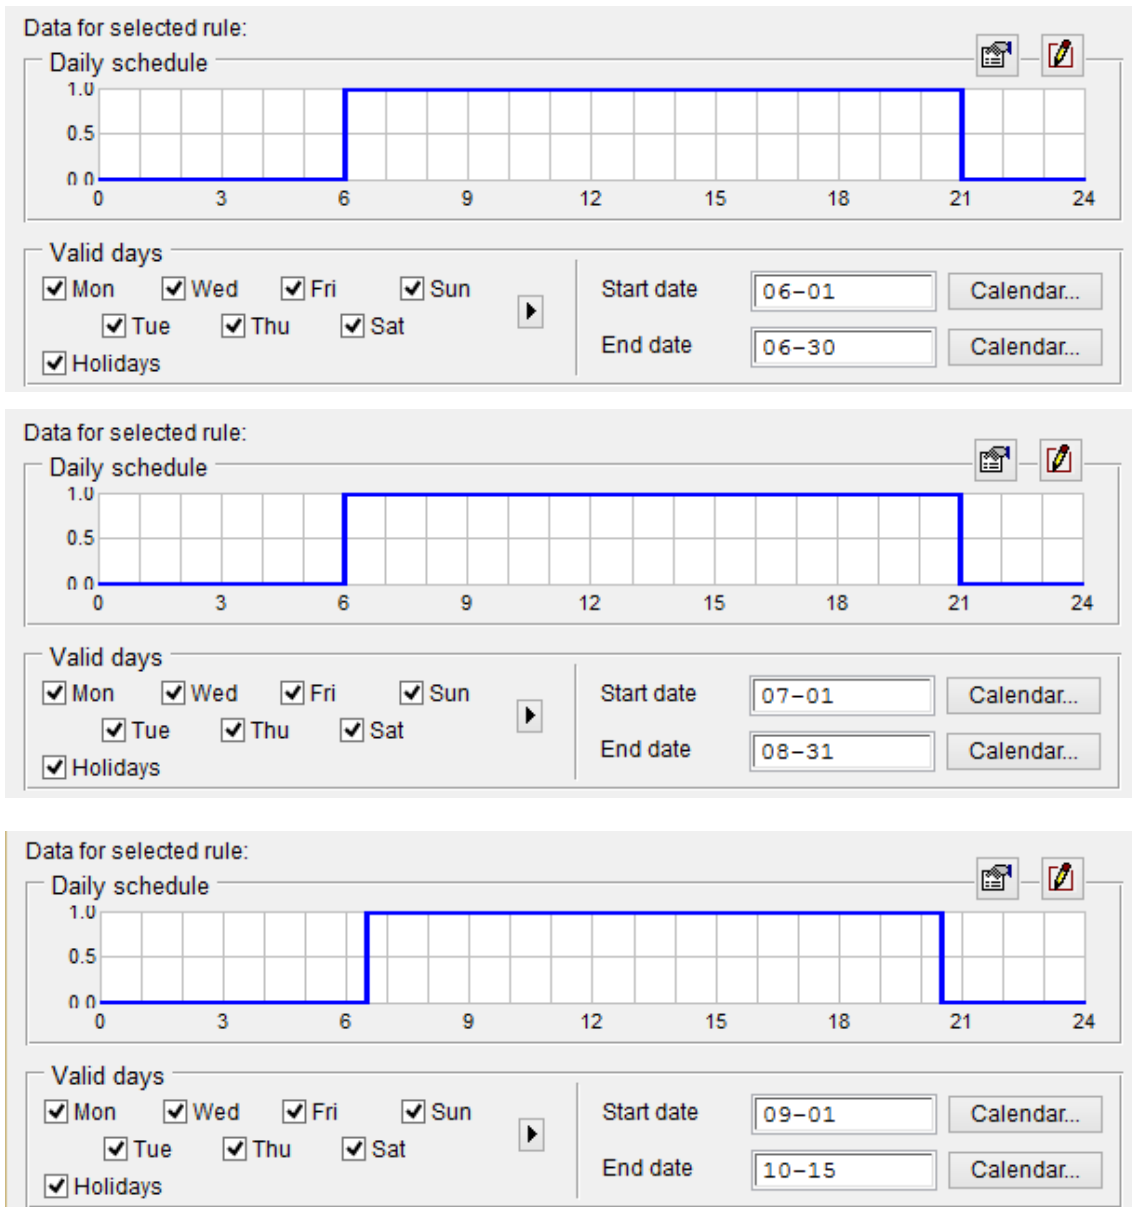 Data for selected rule:
Daily schedule
1.0
0.5
0.0
0 3 6 9 12 15 18 21 24
Valid days
Mon Wed Fri Sun
Tue Thu Sat
Holidays
Start date 06-01 Calendar...
End date 06-30 Calendar...
Data for selected rule:
Daily schedule
1.0
0.5
0.0
0 3 6 9 12 15 18 21 24
Valid days
Mon Wed Fri Sun
Tue Thu Sat
Holidays
Start date 07-01 Calendar...
End date 08-31 Calendar...
Data for selected rule:
Daily schedule
1.0
0.5
0.0
0 3 6 9 12 15 18 21 24
Valid days
Mon Wed Fri Sun
Tue Thu Sat
Holidays
Start date 09-01 Calendar...
End date 10-15 Calendar...